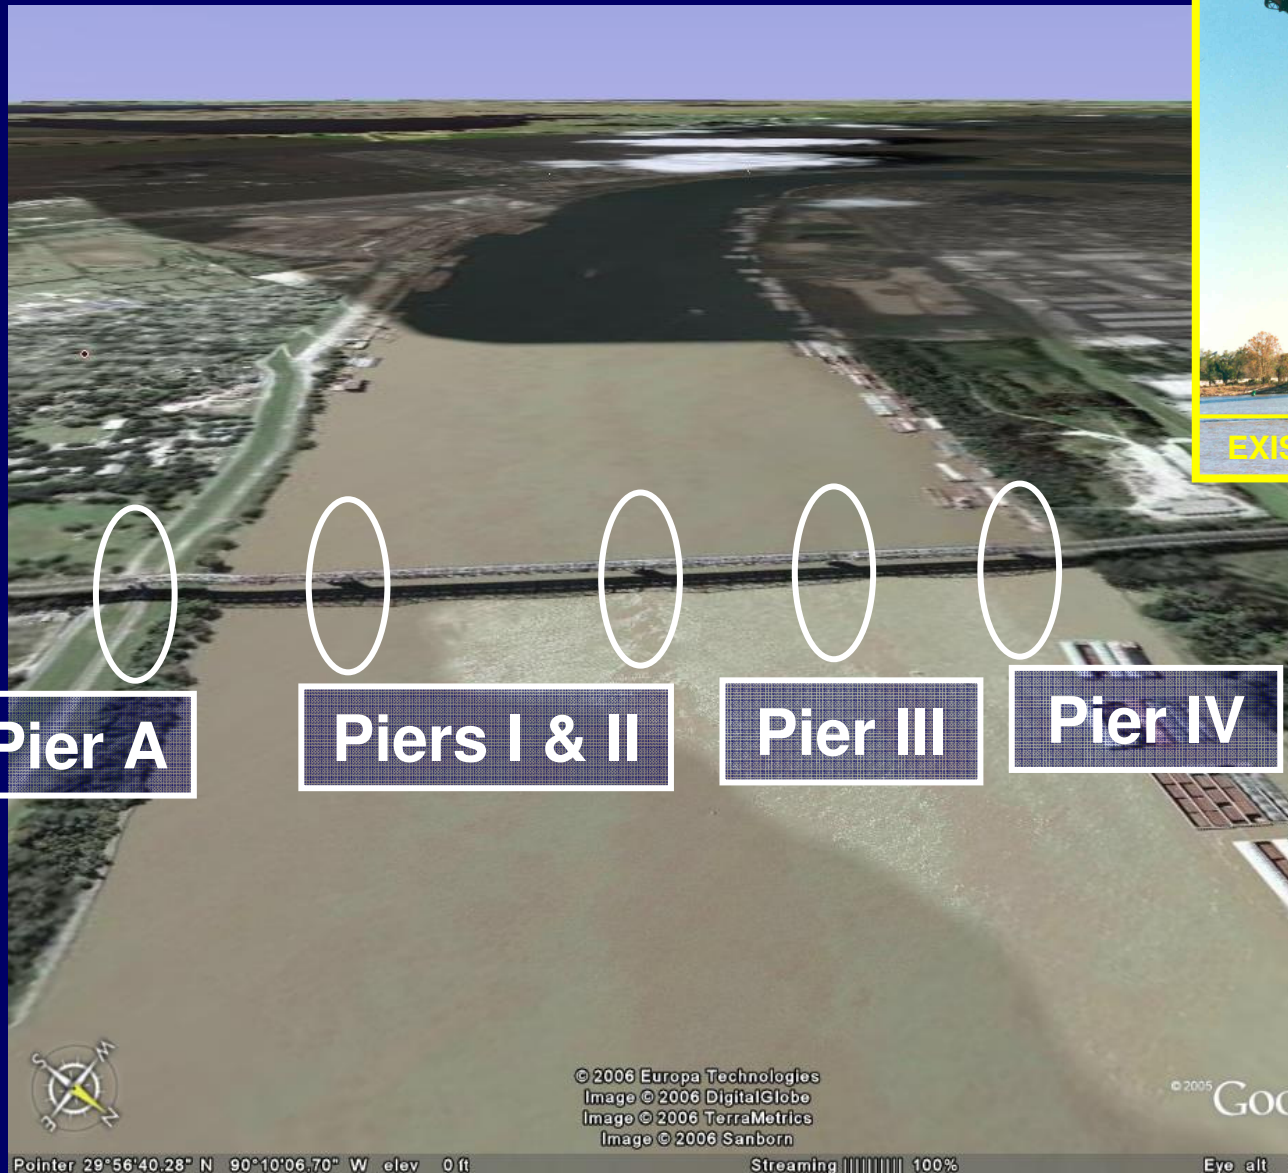 EXIS
Pier A
Piers I & II
Pier III
Pier IV
S W
E N
© 2006 Europa Technologies
Image © 2006 DigitalGlobe
Image © 2006 TerraMetrics
Image © 2006 Sanborn
© 2005 Goo
Pointer 29°56'40.28" N 90°10'06.70" W elev 0 ft
Streaming |||||||||| 100%
Eye alt